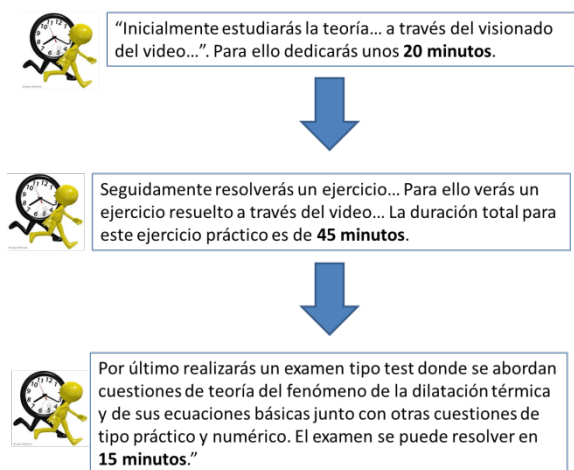 “Inicialmente estudiarás la teoría… a través del visionado
del video…”. Para ello dedicarás unos 20 minutos.
Seguidamente resolverás un ejercicio… Para ello verás un
ejercicio resuelto a través del video… La duración total para
este ejercicio práctico es de 45 minutos.
Por último realizarás un examen tipo test donde se abordan
cuestiones de teoría del fenómeno de la dilatación térmica
y de sus ecuaciones básicas junto con otras cuestiones de
tipo práctico y numérico. El examen se puede resolver en
15 minutos.”